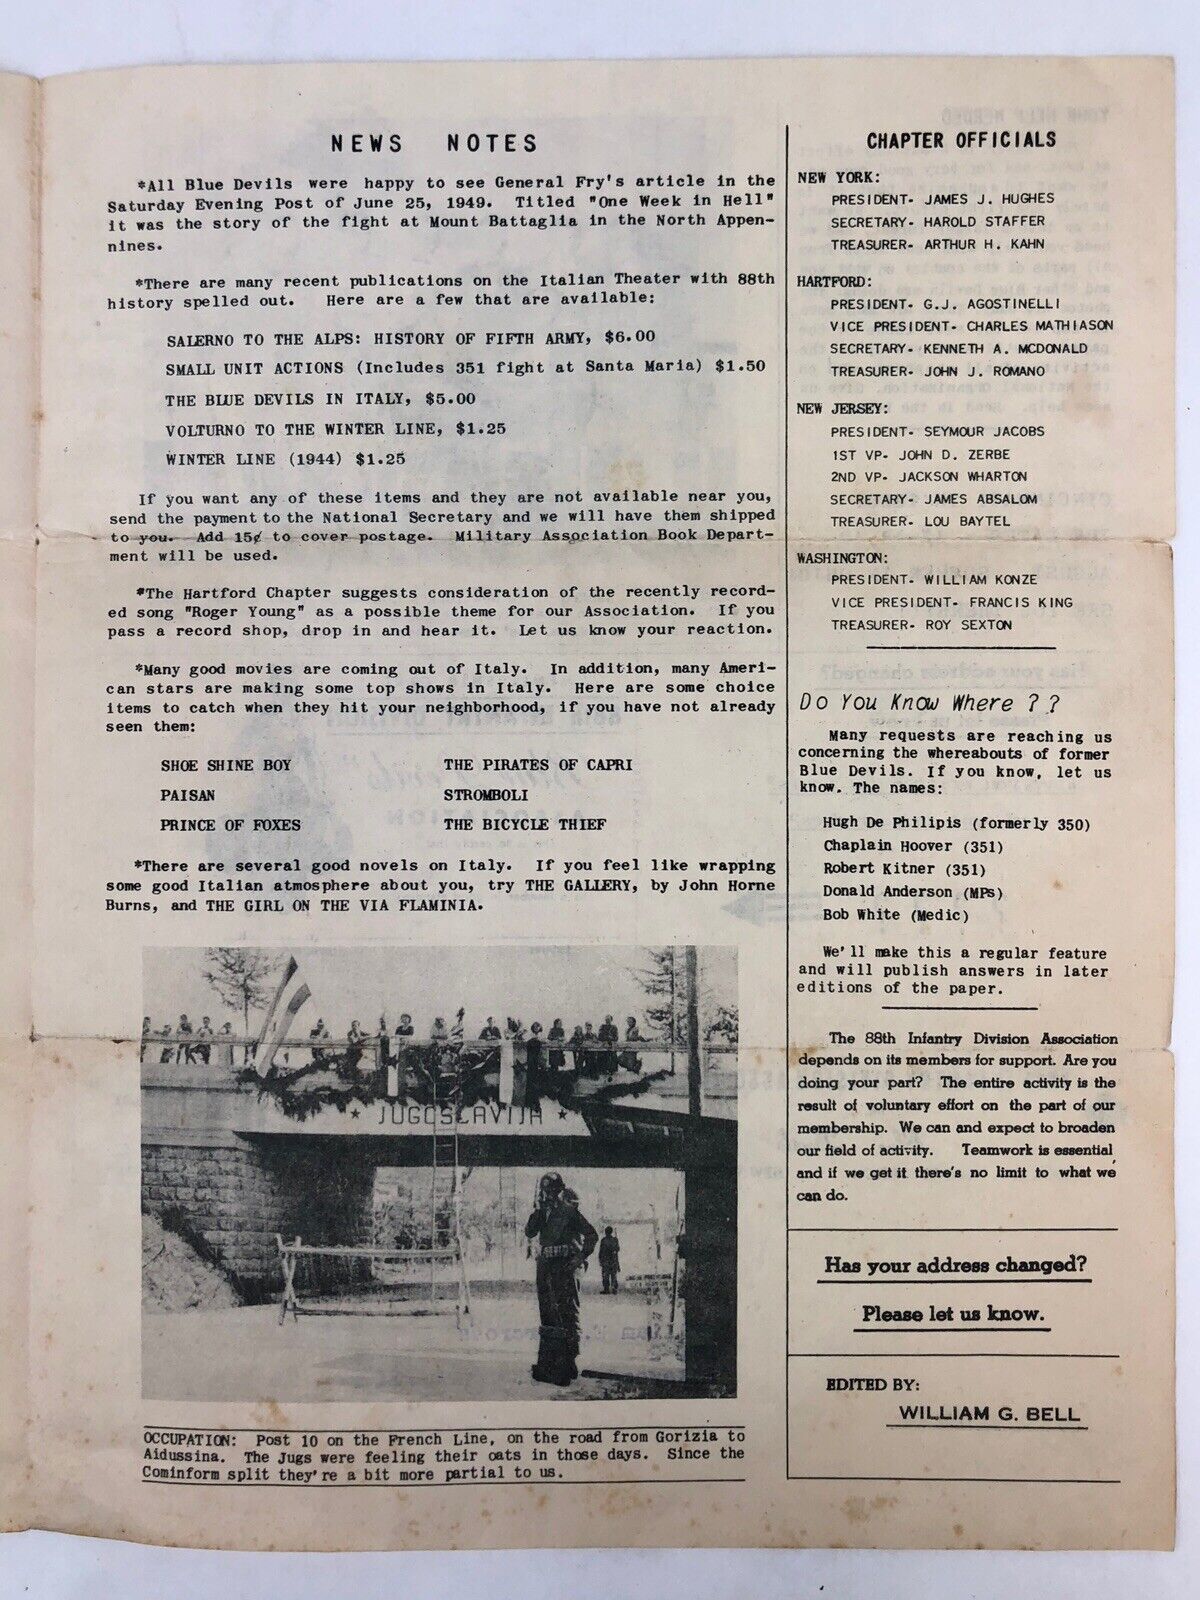 NEWS NOTES
*All Blue Devils were happy to see General Fry's article in the
Saturday Evening Post of June 25, 1949. Titled "One Week in Hell"
it was the story of the fight at Mount Battaglia in the North Appen-
nines.
*There are many recent publications on the Italian Theater with 88th
history spelled out. Here are a few that are available:
SALERNO TO THE ALPS: HISTORY OF FIFTH ARMY, $6.00
SMALL UNIT ACTIONS (Includes 351 fight at Santa Maria) $1.50
THE BLUE DEVILS IN ITALY, $5.00
VOLTURNO TO THE WINTER LINE, $1.25
WINTER LINE (1944) $1.25
If you want any of these items and they are not available near you,
send the payment to the National Secretary and we will have them shipped
to you. Add 15¢ to cover postage. Military Association Book Depart-
ment will be used.
*The Hartford Chapter suggests consideration of the recently record-
ed song "Roger Young" as a possible theme for our Association. If you
pass a record shop, drop in and hear it. Let us know your reaction.
*Many good movies are coming out of Italy. In addition, many Ameri-
can stars are making some top shows in Italy. Here are some choice
items to catch when they hit your neighborhood, if you have not already
seen them:
SHOE SHINE BOY THE PIRATES OF CAPRI
PAISAN STROMBOLI
PRINCE OF FOXES THE BICYCLE THIEF
*There are several good novels on Italy. If you feel like wrapping
some good Italian atmosphere about you, try THE GALLERY, by John Horne
Burns, and THE GIRL ON THE VIA FLAMINIA.
* JUGOSLAVIJA *
OCCUPATION: Post 10 on the French Line, on the road from Gorizia to
Aidussina. The Jugs were feeling their oats in those days. Since the
Cominform split they're a bit more partial to us.
CHAPTER OFFICIALS
NEW YORK:
PRESIDENT- JAMES J. HUGHES
SECRETARY- HAROLD STAFFER
TREASURER- ARTHUR H. KAHN
HARTFORD:
PRESIDENT- G.J. AGOSTINELLI
VICE PRESIDENT- CHARLES MATHIASON
SECRETARY- KENNETH A. MCDONALD
TREASURER- JOHN J. ROMANO
NEW JERSEY:
PRESIDENT- SEYMOUR JACOBS
1ST VP- JOHN D. ZERBE
2ND VP- JACKSON WHARTON
SECRETARY- JAMES ABSALOM
TREASURER- LOU BAYTEL
WASHINGTON:
PRESIDENT- WILLIAM KONZE
VICE PRESIDENT- FRANCIS KING
TREASURER- ROY SEXTON
Do You Know Where ??
Many requests are reaching us
concerning the whereabouts of former
Blue Devils. If you know, let us
know. The names:
Hugh De Philipis (formerly 350)
Chaplain Hoover (351)
Robert Kitner (351)
Donald Anderson (MPs)
Bob White (Medic)
We'll make this a regular feature
and will publish answers in later
editions of the paper.
The 88th Infantry Division Association
depends on its members for support. Are you
doing your part? The entire activity is the
result of voluntary effort on the part of our
membership. We can and expect to broaden
our field of activity. Teamwork is essential
and if we get it there's no limit to what we
can do.
Has your address changed?
Please let us know.
EDITED BY:
WILLIAM G. BELL